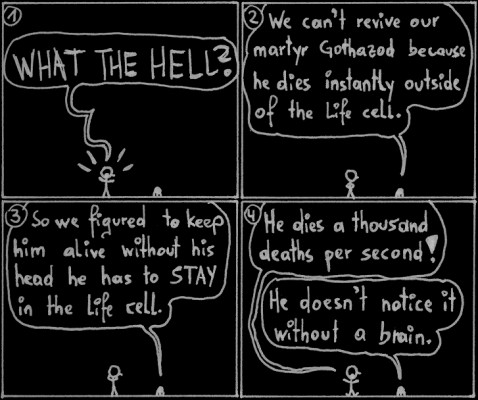 1
WHAT THE HELL?
2
We can't revive our
martyr Gothazod because
he dies instantly outside
of the Life cell.
3
So we figured to keep
him alive without his
head he has to STAY
in the Life cell.
4
He dies a thousand
deaths per second!
He doesn't notice it
without a brain.